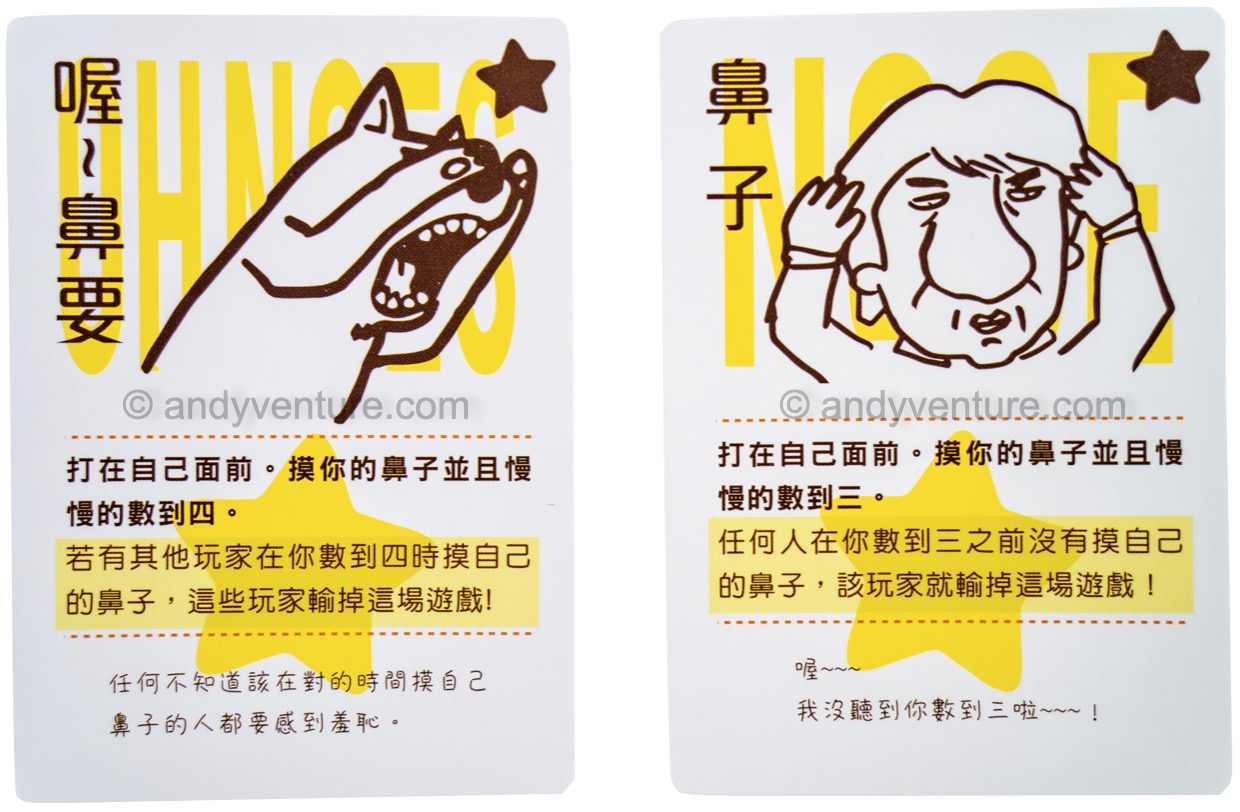 喔~鼻要
OHNOES
© andyventure.com
打在自己面前。摸你的鼻子並且慢
慢的數到四。
若有其他玩家在你數到四時摸自己
的鼻子，這些玩家輸掉這場遊戲!
任何不知道該在對的時間摸自己
鼻子的人都要感到羞恥。
鼻子
NOSE
© andyventure.com
打在自己面前。摸你的鼻子並且慢
慢的數到三。
任何人在你數到三之前沒有摸自己
的鼻子，該玩家就輸掉這場遊戲！
喔~~~
我沒聽到你數到三啦~~~！